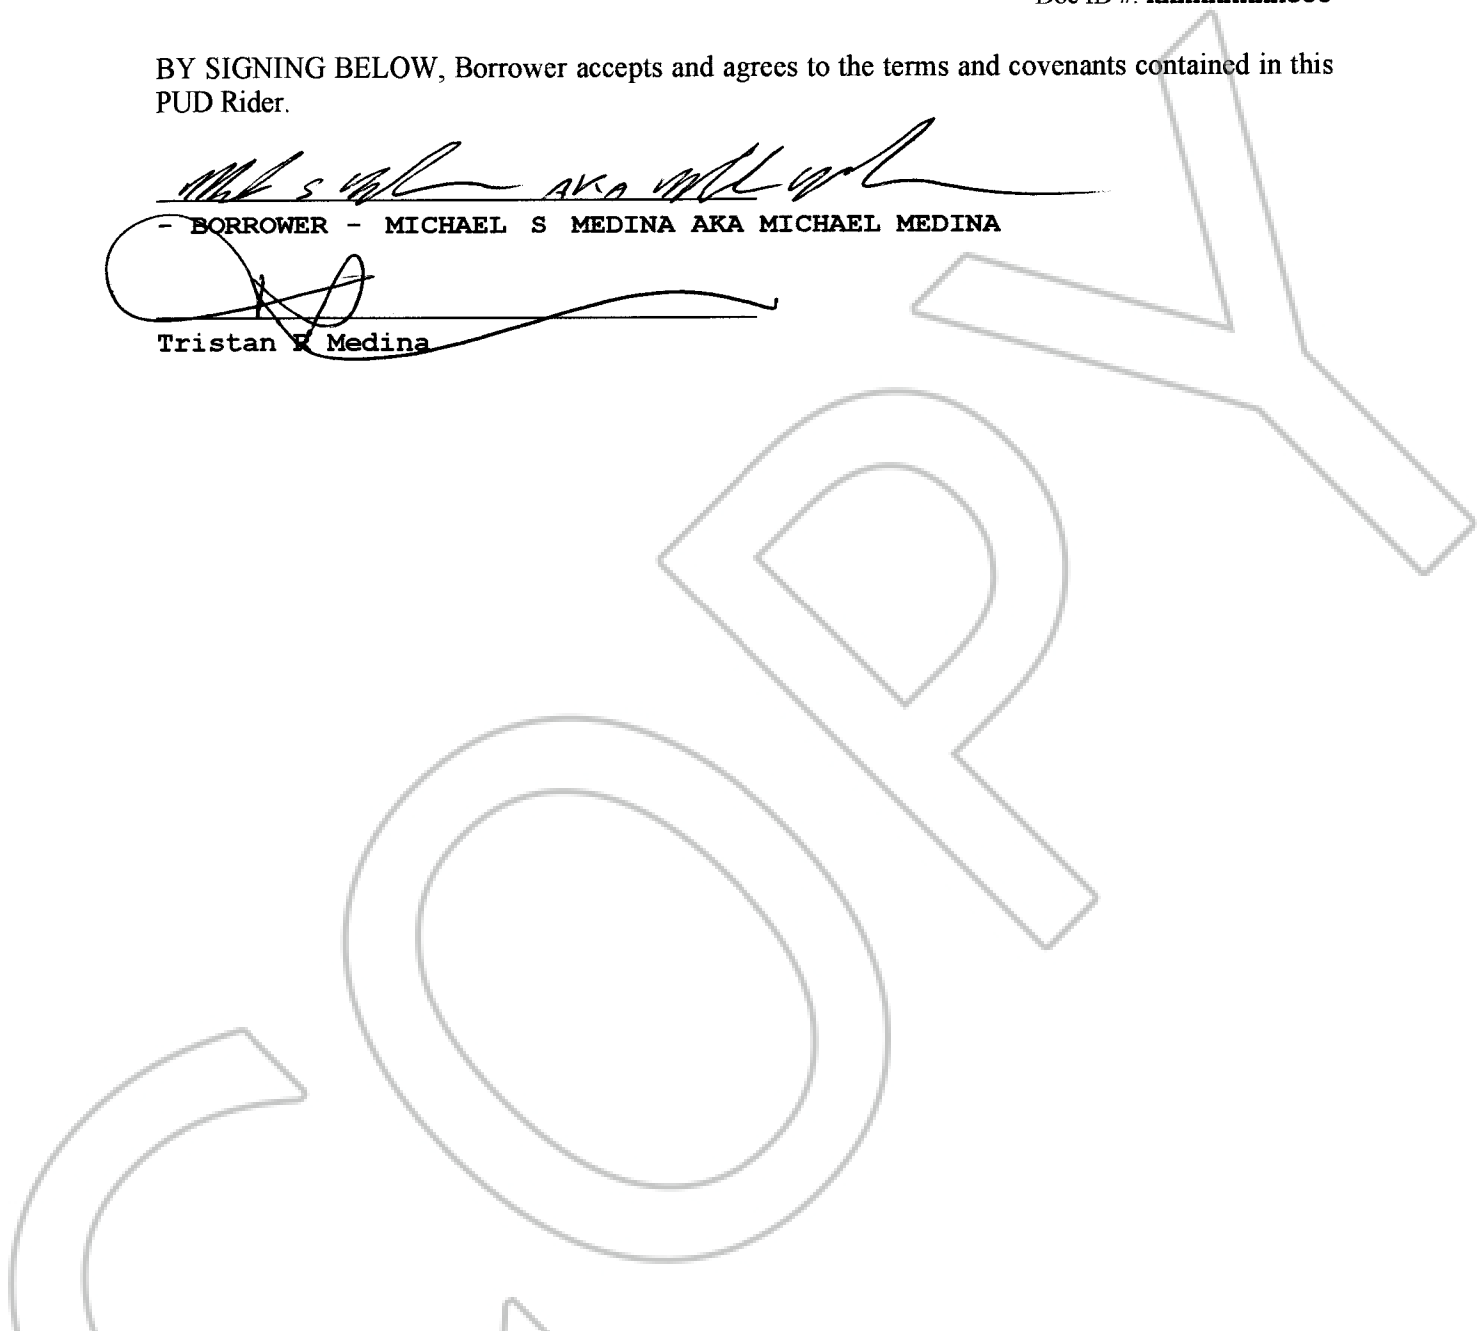 BY SIGNING BELOW, Borrower accepts and agrees to the terms and covenants contained in this
PUD Rider.
AKA
- BORROWER - MICHAEL S MEDINA AKA MICHAEL MEDINA
Tristan R Medina
COPY